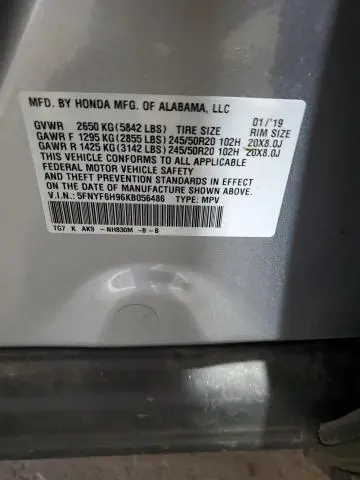 MFD. BY HONDA MFG. OF ALABAMA, LLC 01/'19
GVWR 2650 KG(5842 LBS) TIRE SIZE RIM SIZE
GAWR F 1295 KG(2855 LBS) 245/50R20 102H 20X8.0J
GAWR R 1425 KG(3142 LBS) 245/50R20 102H 20X8.0J
THIS VEHICLE CONFORMS TO ALL APPLICABLE
FEDERAL MOTOR VEHICLE SAFETY
AND THEFT PREVENTION STANDARDS IN EFFECT
ON THE DATE OF MANUFACTURE SHOWN ABOVE.
V.I.N.: 5FNYF6H96KB056486 TYPE: MPV
TG7 K AK9 -NH830M -B -B